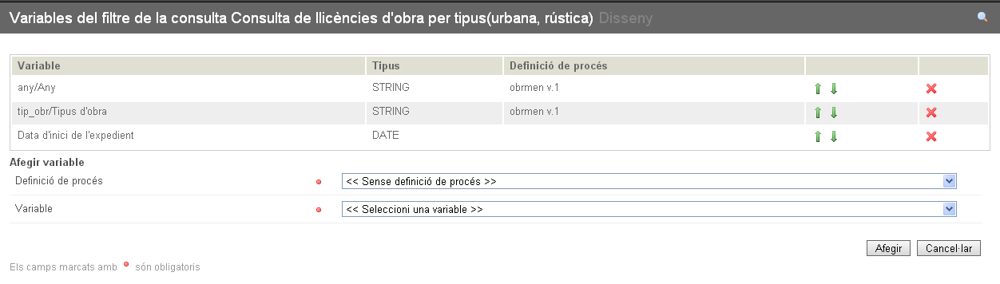 Variables del filtre de la consulta Consulta de llicències d'obra per tipus(urbana, rústica) Disseny
Variable Tipus Definició de procés
any/Any STRING obrmen v.1
tip_obr/Tipus d'obra STRING obrmen v.1
Data d'inici de l'expedient DATE
Afegir variable
Definició de procés << Sense definició de procés >>
Variable << Seleccioni una variable >>
Afegir Cancel·lar
Els camps marcats amb són obligatoris